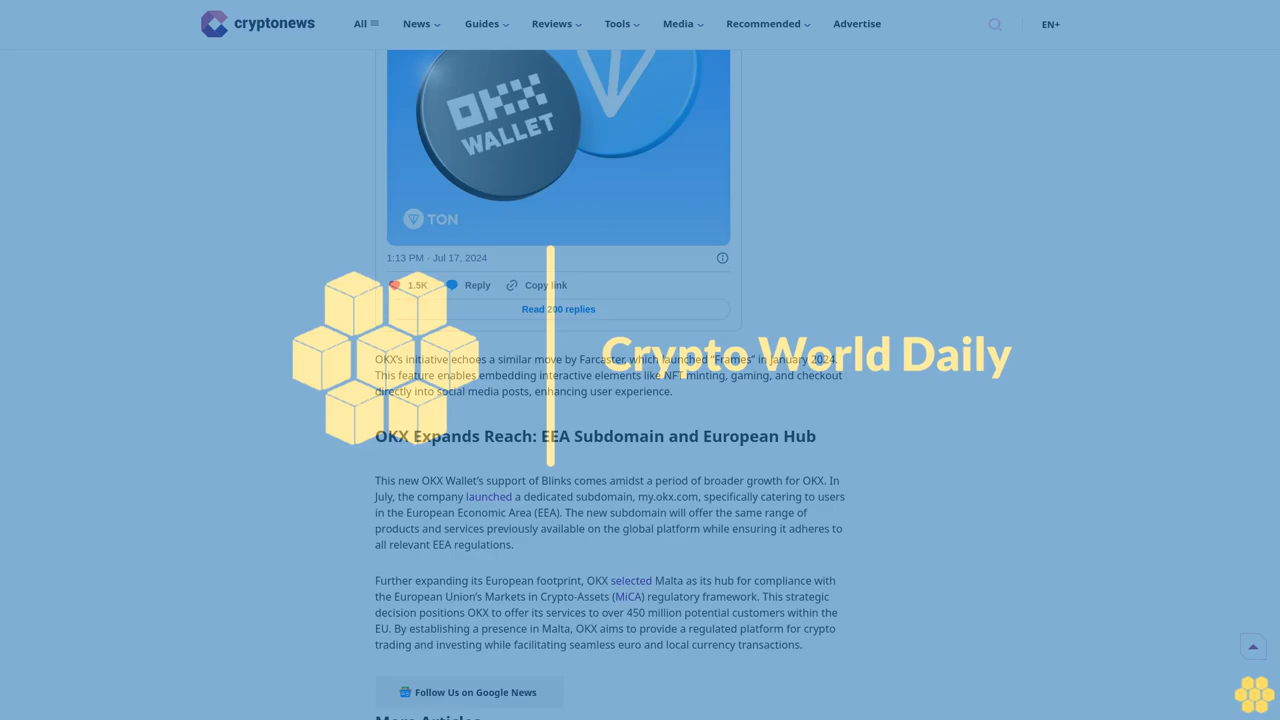 cryptonews
All
News
Guides
Reviews
Tools
Media
Recommended
Advertise
EN+
OKX
WALLET
TON
1:13 PM · Jul 17, 2024
1.5K
Reply
Copy link
Read 200 replies
Crypto World Daily
OKX’s initiative echoes a similar move by Farcaster, which launched “Frames” in January 2024.
This feature enables embedding interactive elements like NFT minting, gaming, and checkout
directly into social media posts, enhancing user experience.
OKX Expands Reach: EEA Subdomain and European Hub
This new OKX Wallet’s support of Blinks comes amidst a period of broader growth for OKX. In
July, the company launched a dedicated subdomain, my.okx.com, specifically catering to users
in the European Economic Area (EEA). The new subdomain will offer the same range of
products and services previously available on the global platform while ensuring it adheres to
all relevant EEA regulations.
Further expanding its European footprint, OKX selected Malta as its hub for compliance with
the European Union’s Markets in Crypto-Assets (MiCA) regulatory framework. This strategic
decision positions OKX to offer its services to over 450 million potential customers within the
EU. By establishing a presence in Malta, OKX aims to provide a regulated platform for crypto
trading and investing while facilitating seamless euro and local currency transactions.
Follow Us on Google News
More Articles